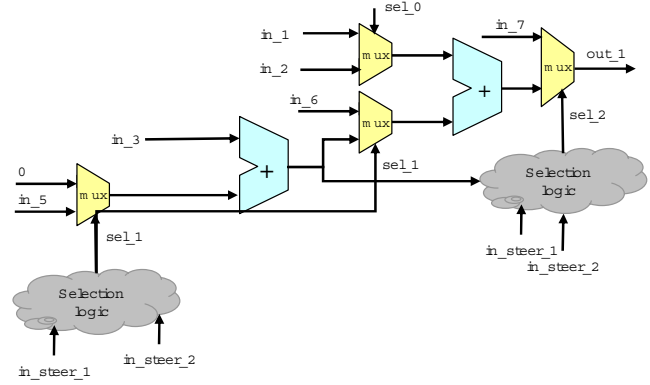 sel_0
in_1
in_7
mux
mux
out_1
in_2
+
in_6
sel_2
mux
in_3
sel_1
Selection
logic
0
+
mux
in_5
sel_1
in_steer_1
in_steer_2
Selection
logic
in_steer_1
in_steer_2